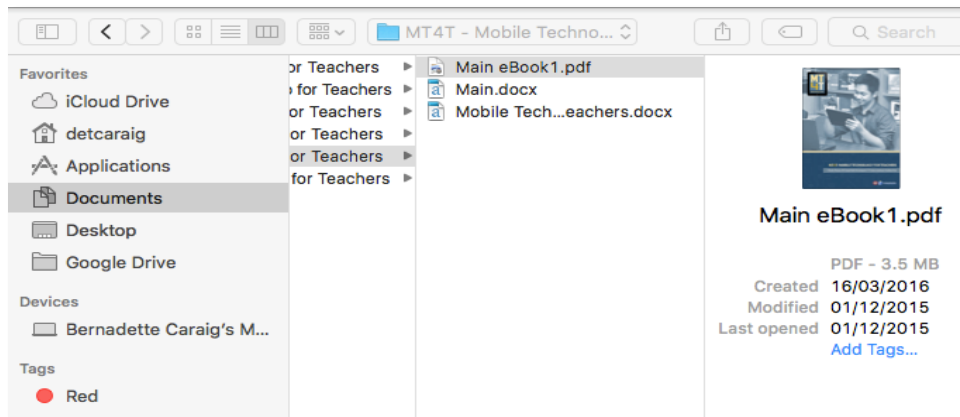 MT4T - Mobile Techno...
Search
Favorites
iCloud Drive
detcaraig
Applications
Documents
Desktop
Google Drive
Devices
Bernadette Caraig's M...
Tags
Red
or Teachers
for Teachers
or Teachers
or Teachers
or Teachers
for Teachers
Main eBook1.pdf
Main.docx
Mobile Tech...eachers.docx
Main eBook1.pdf
PDF - 3.5 MB
Created 16/03/2016
Modified 01/12/2015
Last opened 01/12/2015
Add Tags...